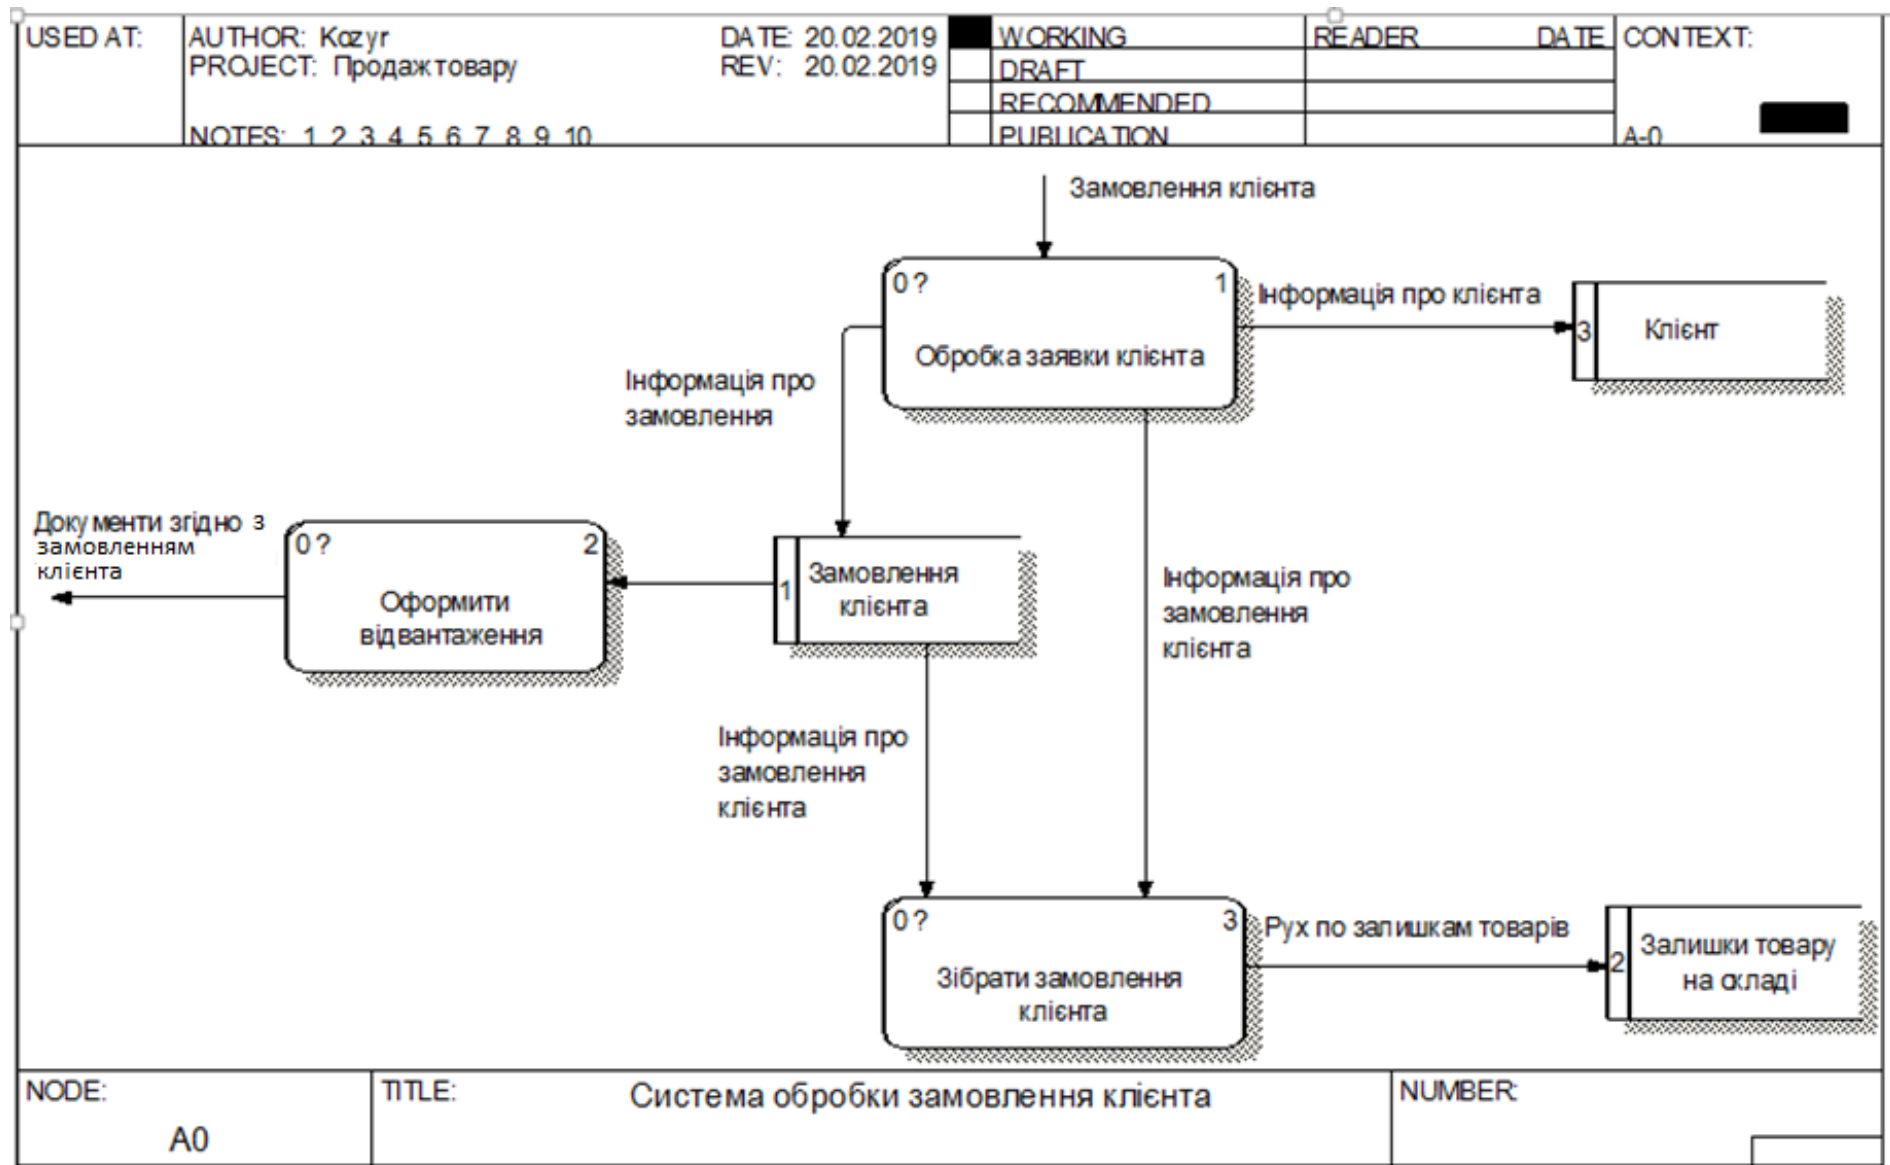 USED AT:
AUTHOR: Kozyr
DATE: 20.02.2019
PROJECT: Продаж товару
REV: 20.02.2019
NOTES: 1 2 3 4 5 6 7 8 9 10
WORKING
DRAFT
RECOMMENDED
PUBLICATION
READER
DATE
CONTEXT:
A-0
Замовлення клієнта
0 ?
1
Обробка заявки клієнта
Інформація про клієнта
3
Клієнт
Інформація про
замовлення
Документи згідно з
замовленням
клієнта
0 ?
2
Оформити
відвантаження
1
Замовлення
клієнта
Інформація про
замовлення
клієнта
Інформація про
замовлення
клієнта
0 ?
3
Зібрати замовлення
клієнта
Рух по залишкам товарів
2
Залишки товару
на складі
NODE:
A0
TITLE:
Система обробки замовлення клієнта
NUMBER: